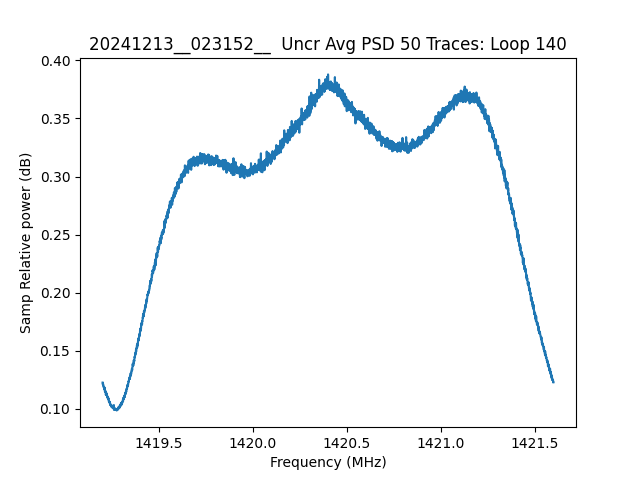 20241213__023152__ Uncr Avg PSD 50 Traces: Loop 140
Samp Relative power (dB)
0.40
0.35
0.30
0.25
0.20
0.15
0.10
1419.5 1420.0 1420.5 1421.0 1421.5
Frequency (MHz)